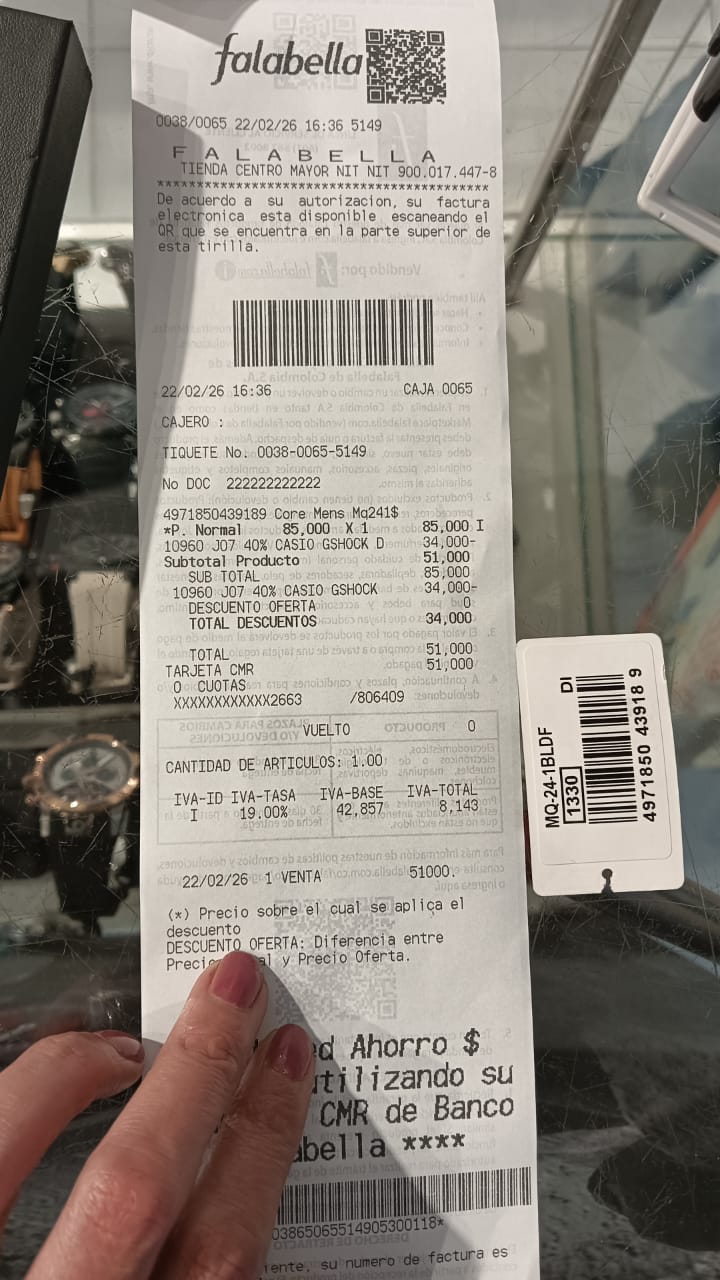 falabella
0038/0065 22/02/26 16:36 5149
F A L A B E L L A
TIENDA CENTRO MAYOR NIT NIT 900.017.447-8
******************************************
De acuerdo a su autorizacion, su factura
electronica esta disponible escaneando el
QR que se encuentra en la parte superior de
esta tirilla.
22/02/26 16:36 CAJA 0065
CAJERO :
TIQUETE No. 0038-0065-5149
No DOC 222222222222
4971850439189 Core Mens Mq241$
*P. Normal 85,000 X 1 85,000 I
10960 J07 40% CASIO GSHOCK D 34,000-
Subtotal Producto 51,000
SUB TOTAL 85,000
10960 J07 40% CASIO GSHOCK 34,000-
DESCUENTO OFERTA 0
TOTAL DESCUENTOS 34,000
TOTAL 51,000
TARJETA CMR 51,000
0 CUOTAS
XXXXXXXXXXXX2663 /806409
VUELTO 0
CANTIDAD DE ARTICULOS: 1.00
IVA-ID IVA-TASA IVA-BASE IVA-TOTAL
I 19.00% 42,857 8,143
22/02/26 1 VENTA 51000.
(*) Precio sobre el cual se aplica el
descuento
DESCUENTO OFERTA: Diferencia entre
y Precio Oferta.
Ahorro $
utilizando su
CMR de Banco
****
su numero de factura es
MQ-24-1BLDF
1330 DI
4971850 43918 9